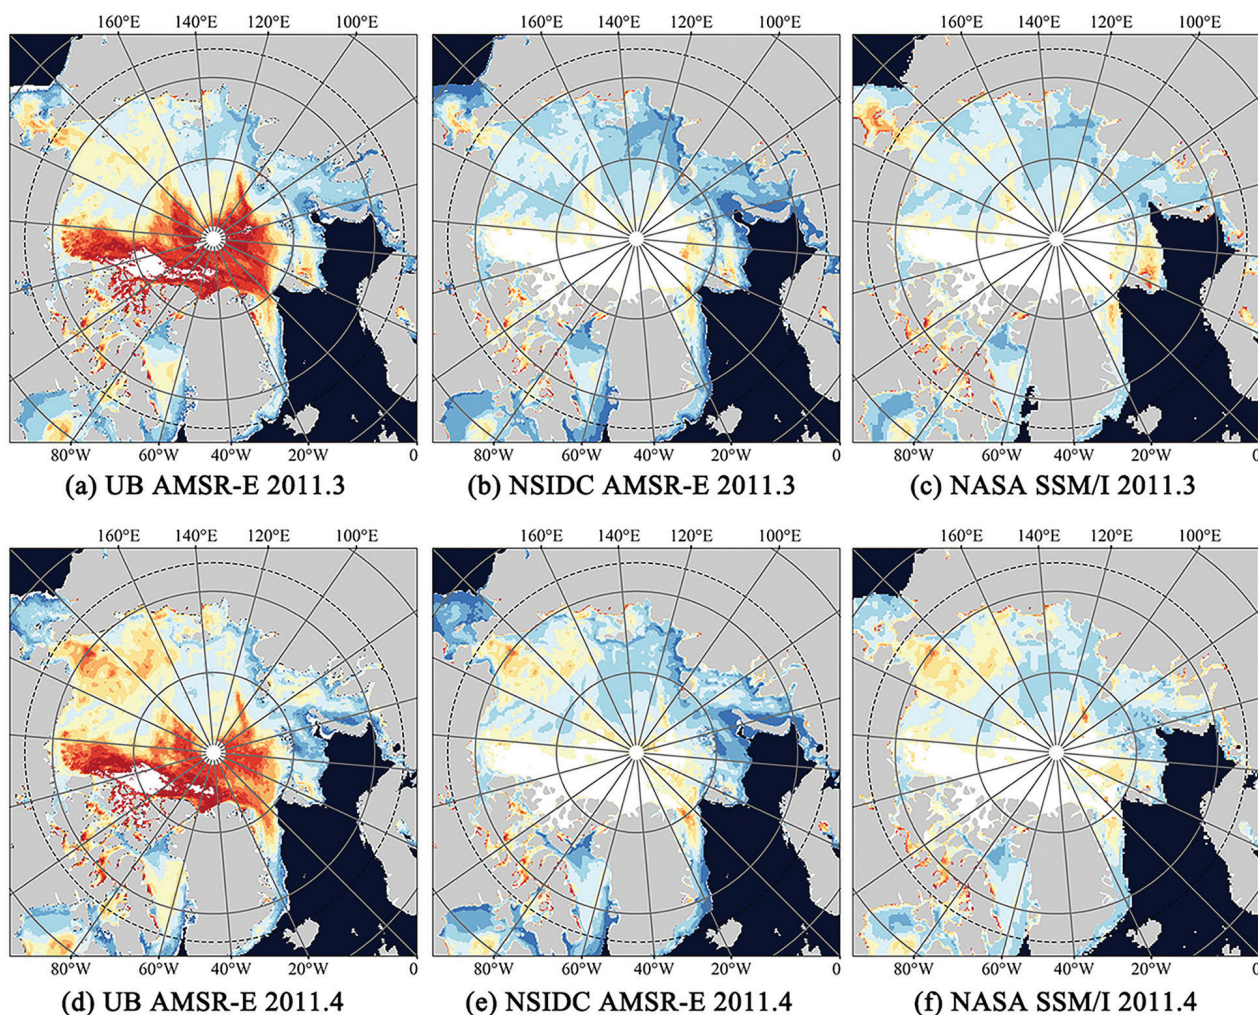 160°E 140°E 120°E 100°E 160°E 140°E 120°E 100°E 160°E 140°E 120°E 100°E
80°W 60°W 40°W 20°W 0 80°W 60°W 40°W 20°W 0 80°W 60°W 40°W 20°W 0
(a) UB AMSR-E 2011.3 (b) NSIDC AMSR-E 2011.3 (c) NASA SSM/I 2011.3
160°E 140°E 120°E 100°E 160°E 140°E 120°E 100°E 160°E 140°E 120°E 100°E
80°W 60°W 40°W 20°W 0 80°W 60°W 40°W 20°W 0 80°W 60°W 40°W 20°W 0
(d) UB AMSR-E 2011.4 (e) NSIDC AMSR-E 2011.4 (f) NASA SSM/I 2011.4